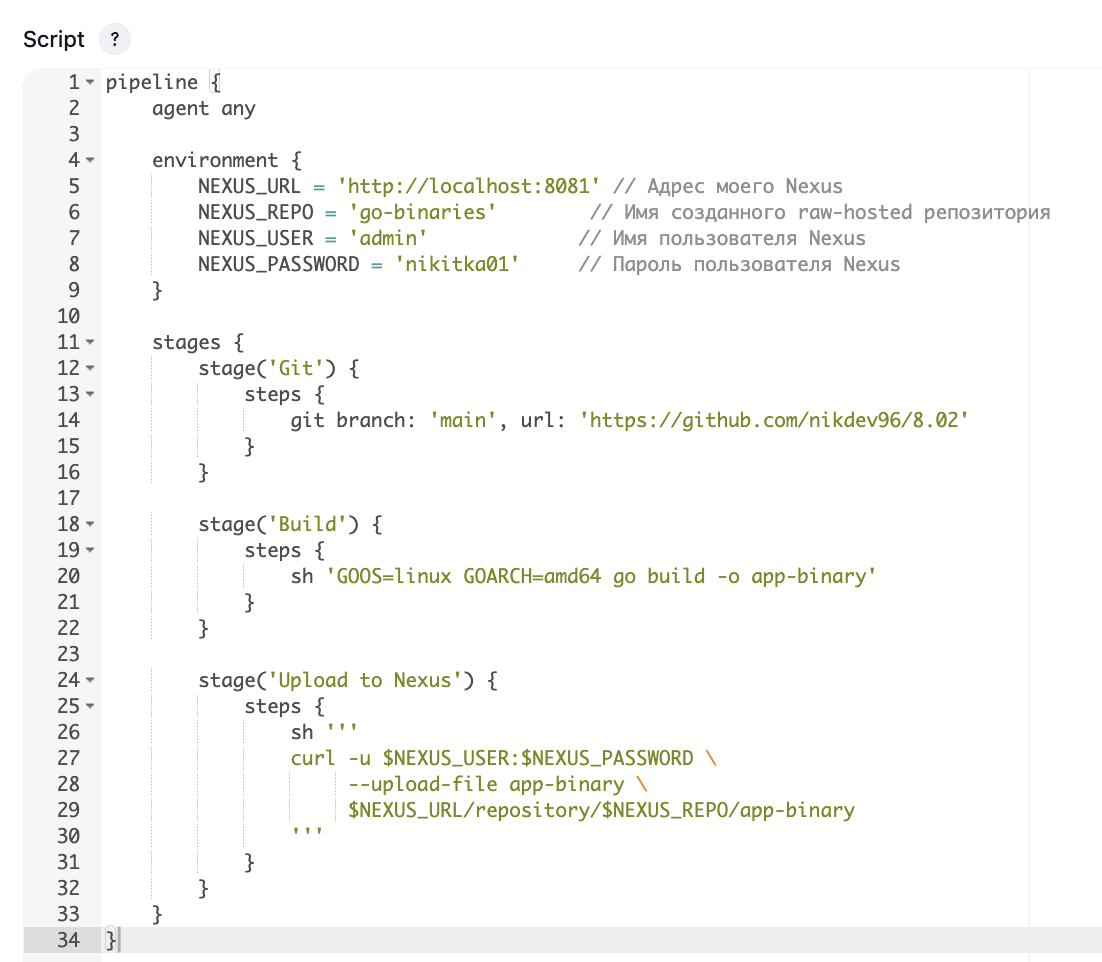 Script ?
1 pipeline {
2     agent any
3
4     environment {
5         NEXUS_URL = 'http://localhost:8081' // Адрес моего Nexus
6         NEXUS_REPO = 'go-binaries'        // Имя созданного raw-hosted репозитория
7         NEXUS_USER = 'admin'             // Имя пользователя Nexus
8         NEXUS_PASSWORD = 'nikitka01'     // Пароль пользователя Nexus
9     }
10
11     stages {
12         stage('Git') {
13             steps {
14                 git branch: 'main', url: 'https://github.com/nikdev96/8.02'
15             }
16         }
17
18         stage('Build') {
19             steps {
20                 sh 'GOOS=linux GOARCH=amd64 go build -o app-binary'
21             }
22         }
23
24         stage('Upload to Nexus') {
25             steps {
26                 sh '''
27                 curl -u $NEXUS_USER:$NEXUS_PASSWORD \
28                      --upload-file app-binary \
29                      $NEXUS_URL/repository/$NEXUS_REPO/app-binary
30                 '''
31             }
32         }
33     }
34 }